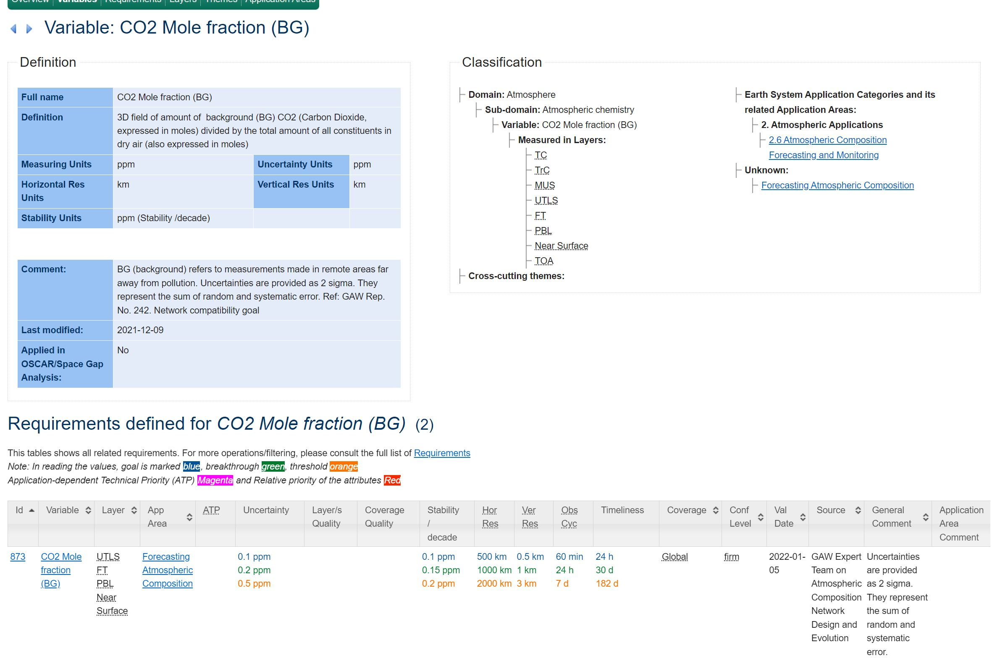 Overview Variables Requirements Layers Themes Application Areas
Variable: CO2 Mole fraction (BG)
Definition
Full name CO2 Mole fraction (BG)
Definition 3D field of amount of background (BG) CO2 (Carbon Dioxide,
expressed in moles) divided by the total amount of all constituents in
dry air (also expressed in moles)
Measuring Units ppm Uncertainty Units ppm
Horizontal Res km Vertical Res Units km
Units
Stability Units ppm (Stability /decade)
Comment: BG (background) refers to measurements made in remote areas far
away from pollution. Uncertainties are provided as 2 sigma. They
represent the sum of random and systematic error. Ref: GAW Rep.
No. 242. Network compatibility goal
Last modified: 2021-12-09
Applied in No
OSCAR/Space Gap
Analysis:
Classification
Domain: Atmosphere
Sub-domain: Atmospheric chemistry
Variable: CO2 Mole fraction (BG)
Measured in Layers:
TC
TrC
MUS
UTLS
FT
PBL
Near Surface
TOA
Cross-cutting themes:
Earth System Application Categories and its
related Application Areas:
2. Atmospheric Applications
2.6 Atmospheric Composition
Forecasting and Monitoring
Unknown:
Forecasting Atmospheric Composition
Requirements defined for CO2 Mole fraction (BG) (2)
This tables shows all related requirements. For more operations/filtering, please consult the full list of Requirements
Note: In reading the values, goal is marked blue, breakthrough green, threshold orange
Application-dependent Technical Priority (ATP) Magenta and Relative priority of the attributes Red
Id Variable Layer App ATP Uncertainty Layer/s Coverage Stability Hor Ver Obs Timeliness Coverage Conf Val Source General Application
Area Quality Quality / Res Res Cyc Level Date Comment Area
decade Comment
873 CO2 Mole UTLS Forecasting 0.1 ppm 0.1 ppm 500 km 0.5 km 60 min 24 h Global firm 2022-01- GAW Expert Uncertainties
fraction FT Atmospheric 0.2 ppm 0.15 ppm 1000 km 1 km 24 h 30 d 05 Team on are provided
(BG) PBL Composition 0.5 ppm 0.2 ppm 2000 km 3 km 7 d 182 d Atmospheric as 2 sigma.
Near Composition They represent
Surface Network the sum of
Design and random and
Evolution systematic
error.